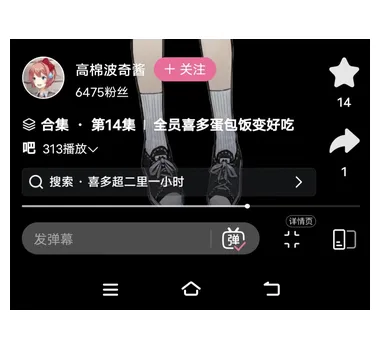 高棉波奇酱
+ 关注
6475粉丝
14
合集 · 第14集 | 全员喜多蛋包饭变好吃
吧 313播放
1
搜索 · 喜多超二里一小时
详情页
发弹幕
弹